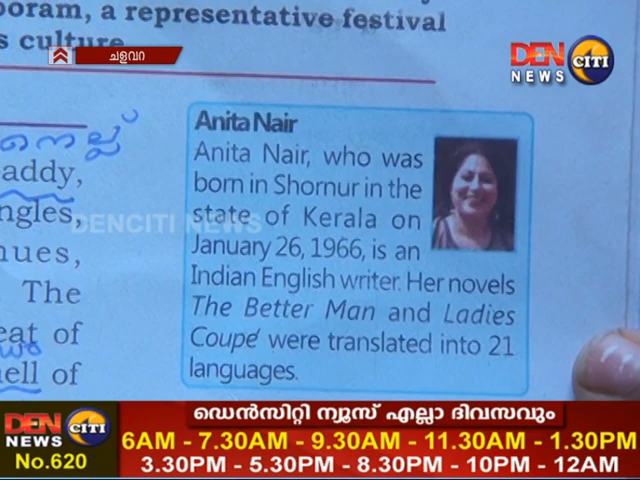 poram, a representative festival
s culture
ചളവറ
DEN
NEWS
CITI
നെല്ല്
addy,
ngles,
nues,
The
eat of
nell of
Anita Nair
Anita Nair, who was
born in Shornur in the
state of Kerala on
January 26, 1966, is an
Indian English writer. Her novels
The Better Man and Ladies
Coupé were translated into 21
languages.
DENCITI NEWS
DEN
NEWS
CITI
No.620
ഡെൻസിറ്റി ന്യൂസ് എല്ലാ ദിവസവും
6AM - 7.30AM - 9.30AM - 11.30AM - 1.30PM
3.30PM - 5.30PM - 8.30PM - 10PM - 12AM